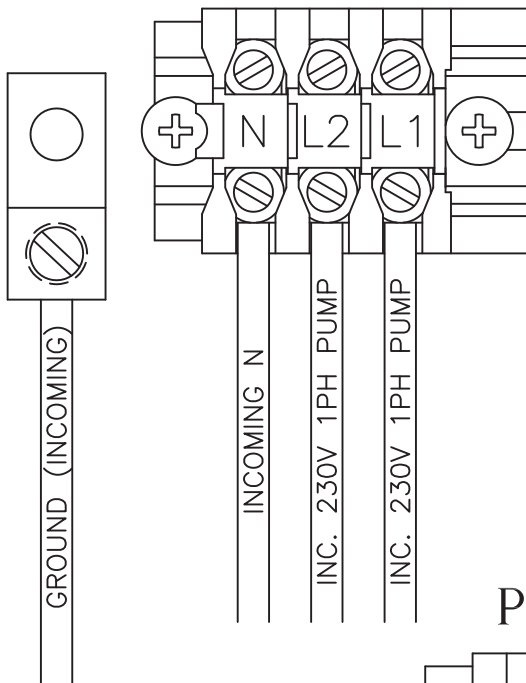 N L2 L1
GROUND (INCOMING)
INCOMING N
INC. 230V 1PH PUMP
INC. 230V 1PH PUMP
P